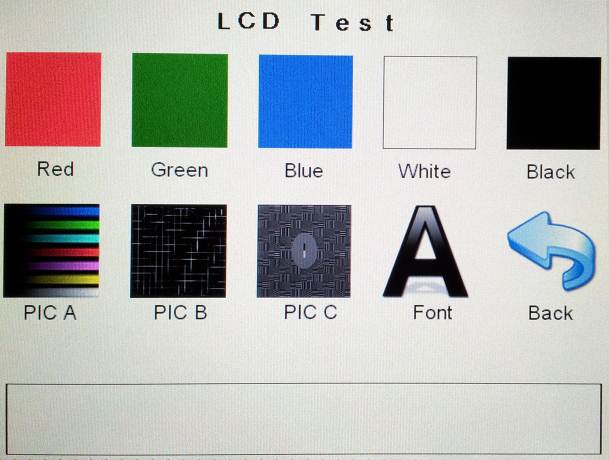 LCD Test
Red Green Blue White Black
A
PIC A PIC B PIC C Font Back